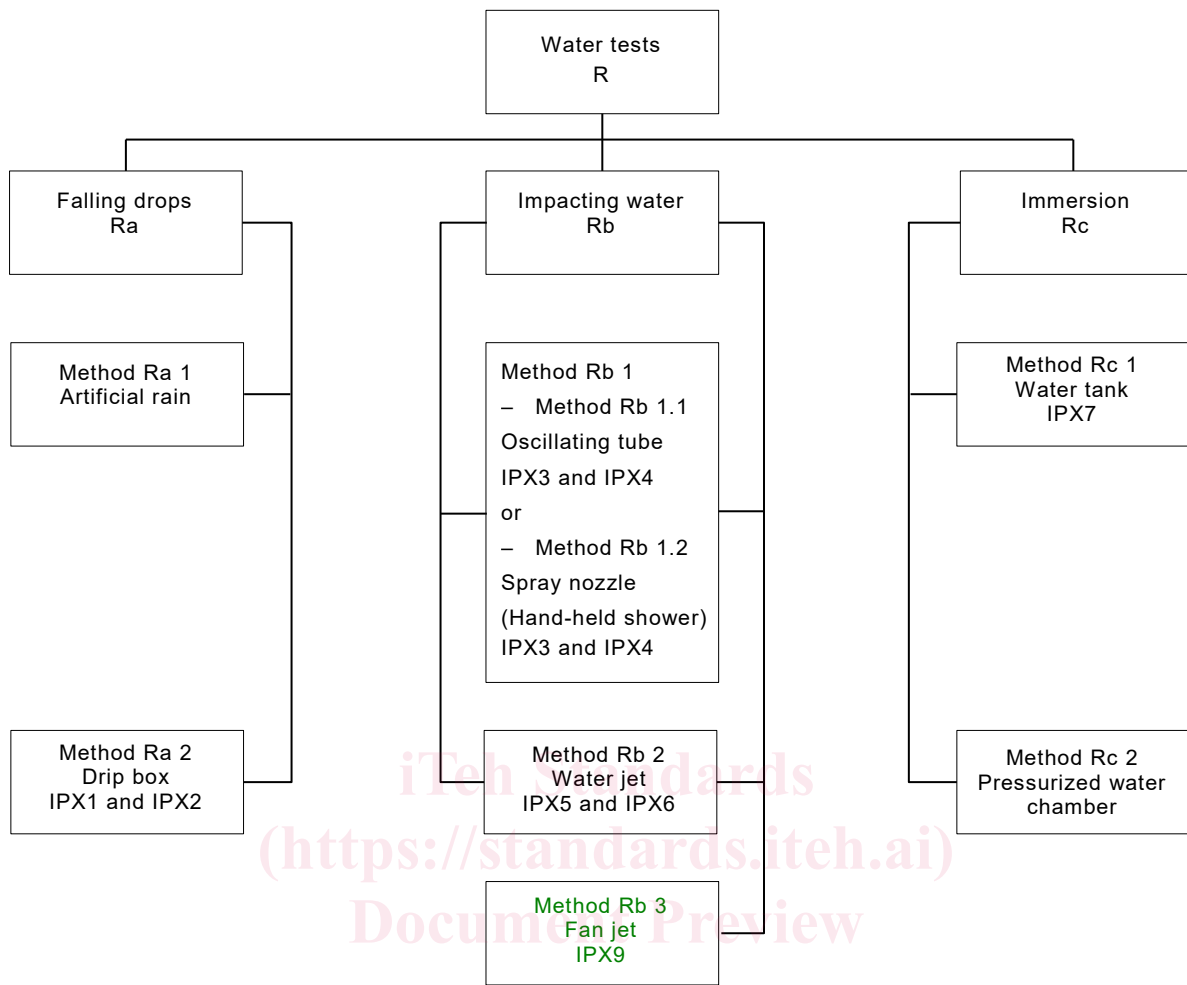 Water tests
R
Falling drops
Ra
Impacting water
Rb
Immersion
Rc
Method Ra 1
Artificial rain
Method Rb 1
– Method Rb 1.1
Oscillating tube
IPX3 and IPX4
or
– Method Rb 1.2
Spray nozzle
(Hand-held shower)
IPX3 and IPX4
Method Rc 1
Water tank
IPX7
Method Ra 2
Drip box
IPX1 and IPX2
Method Rb 2
Water jet
IPX5 and IPX6
Method Rc 2
Pressurized water
chamber
Method Rb 3
Fan jet
IPX9
iTeh Standards
(https://standards.iteh.ai)
Document Preview